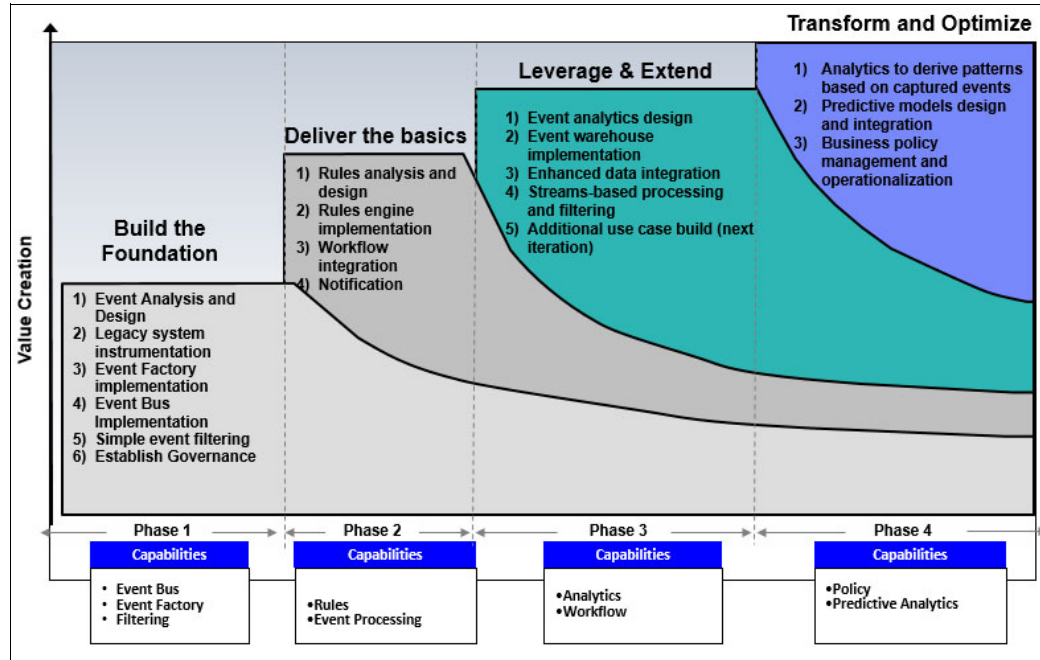 Transform and Optimize
1) Analytics to derive patterns
based on captured events
2) Predictive models design
and integration
3) Business policy
management and
operationalization
Leverage & Extend
1) Event analytics design
2) Event warehouse
implementation
3) Enhanced data integration
4) Streams-based processing
and filtering
5) Additional use case build (next
iteration)
Deliver the basics
1) Rules analysis and
design
2) Rules engine
implementation
3) Workflow
integration
4) Notification
Build the
Foundation
1) Event Analysis and
Design
2) Legacy system
instrumentation
3) Event Factory
implementation
4) Event Bus
Implementation
5) Simple event filtering
6) Establish Governance
Value Creation
Phase 1
Phase 2
Phase 3
Phase 4
Capabilities
• Event Bus
• Event Factory
• Filtering
Capabilities
•Rules
•Event Processing
Capabilities
•Analytics
•Workflow
Capabilities
•Policy
•Predictive Analytics